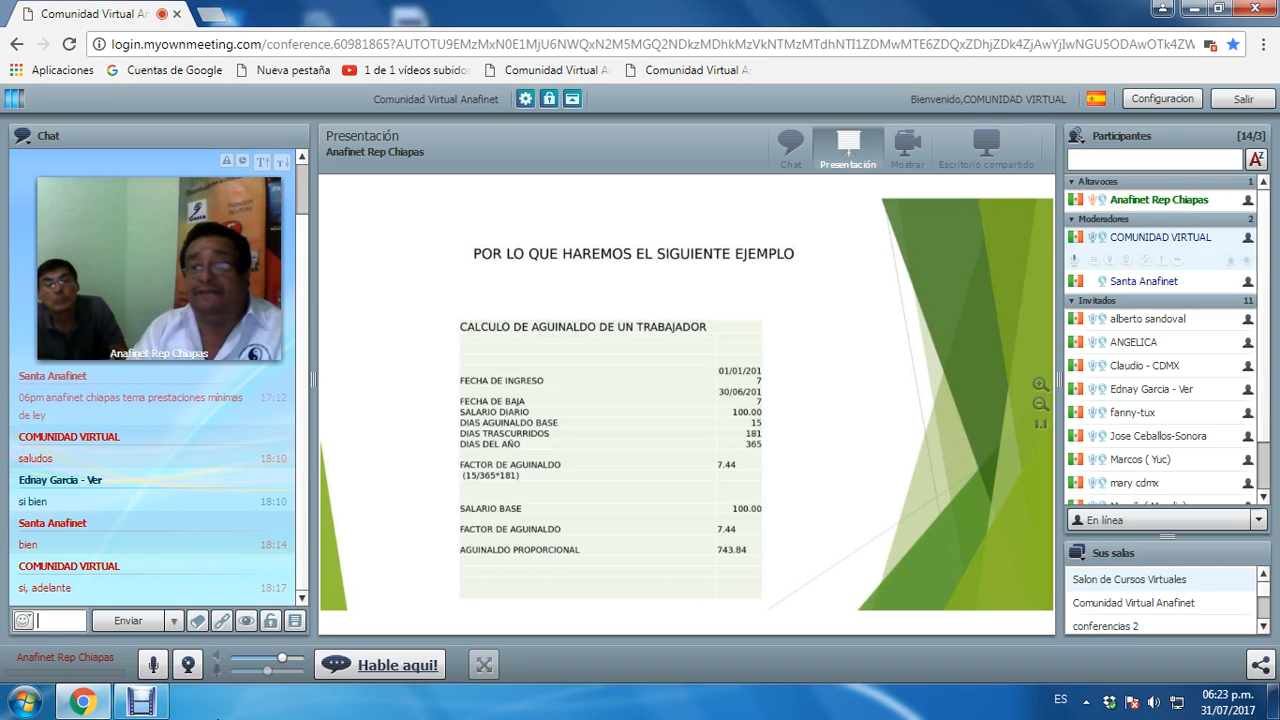 Comunidad Virtual An
login.myownmeeting.com/conference,60981865?AUTOTU9EMzMxN0E1MjU6NWQxN2M5MGQ2NDkzMDhkMzVkNTMzMTdhNTI1ZDMwMTE6ZDQxZDhjZDk4ZjAwYjIwNGU5ODAwOTk4ZW
Aplicaciones
Cuentas de Google
Nueva pestaña
1 de 1 vídeos subidos
Comunidad Virtual A
Comunidad Virtual A
Comunidad Virtual Anafinet
Bienvenido,COMUNIDAD VIRTUAL
Configuracion
Salir
Chat
Anafinet Rep Chiapas
Santa Anafinet
06pm anafinet chiapas tema prestaciones mínimas de ley
17:12
COMUNIDAD VIRTUAL
saludos
18:10
Ednay Garcia - Ver
si bien
18:10
Santa Anafinet
bien
18:14
COMUNIDAD VIRTUAL
si, adelante
18:17
Enviar
Presentación
Anafinet Rep Chiapas
Chat
Presentación
Mostrar
Escritorio compartido
POR LO QUE HAREMOS EL SIGUIENTE EJEMPLO
CALCULO DE AGUINALDO DE UN TRABAJADOR
FECHA DE INGRESO 01/01/2017
FECHA DE BAJA 30/06/2017
SALARIO DIARIO 100.00
DIAS AGUINALDO BASE 15
DIAS TRASCURRIDOS 181
DIAS DEL AÑO 365
FACTOR DE AGUINALDO 7.44
(15/365*181)
SALARIO BASE 100.00
FACTOR DE AGUINALDO 7.44
AGUINALDO PROPORCIONAL 743.84
1.1
Participantes
[14/3]
Altavoces 1
Anafinet Rep Chiapas
Moderadores 2
COMUNIDAD VIRTUAL
Santa Anafinet
Invitados 11
alberto sandoval
ANGELICA
Claudio - CDMX
Ednay Garcia - Ver
fanny-tux
Jose Ceballos-Sonora
Marcos ( Yuc)
mary cdmx
En línea
Sus salas
Salon de Cursos Virtuales
Comunidad Virtual Anafinet
conferencias 2
Anafinet Rep Chiapas
Hable aqui!
ES
06:23 p.m.
31/07/2017